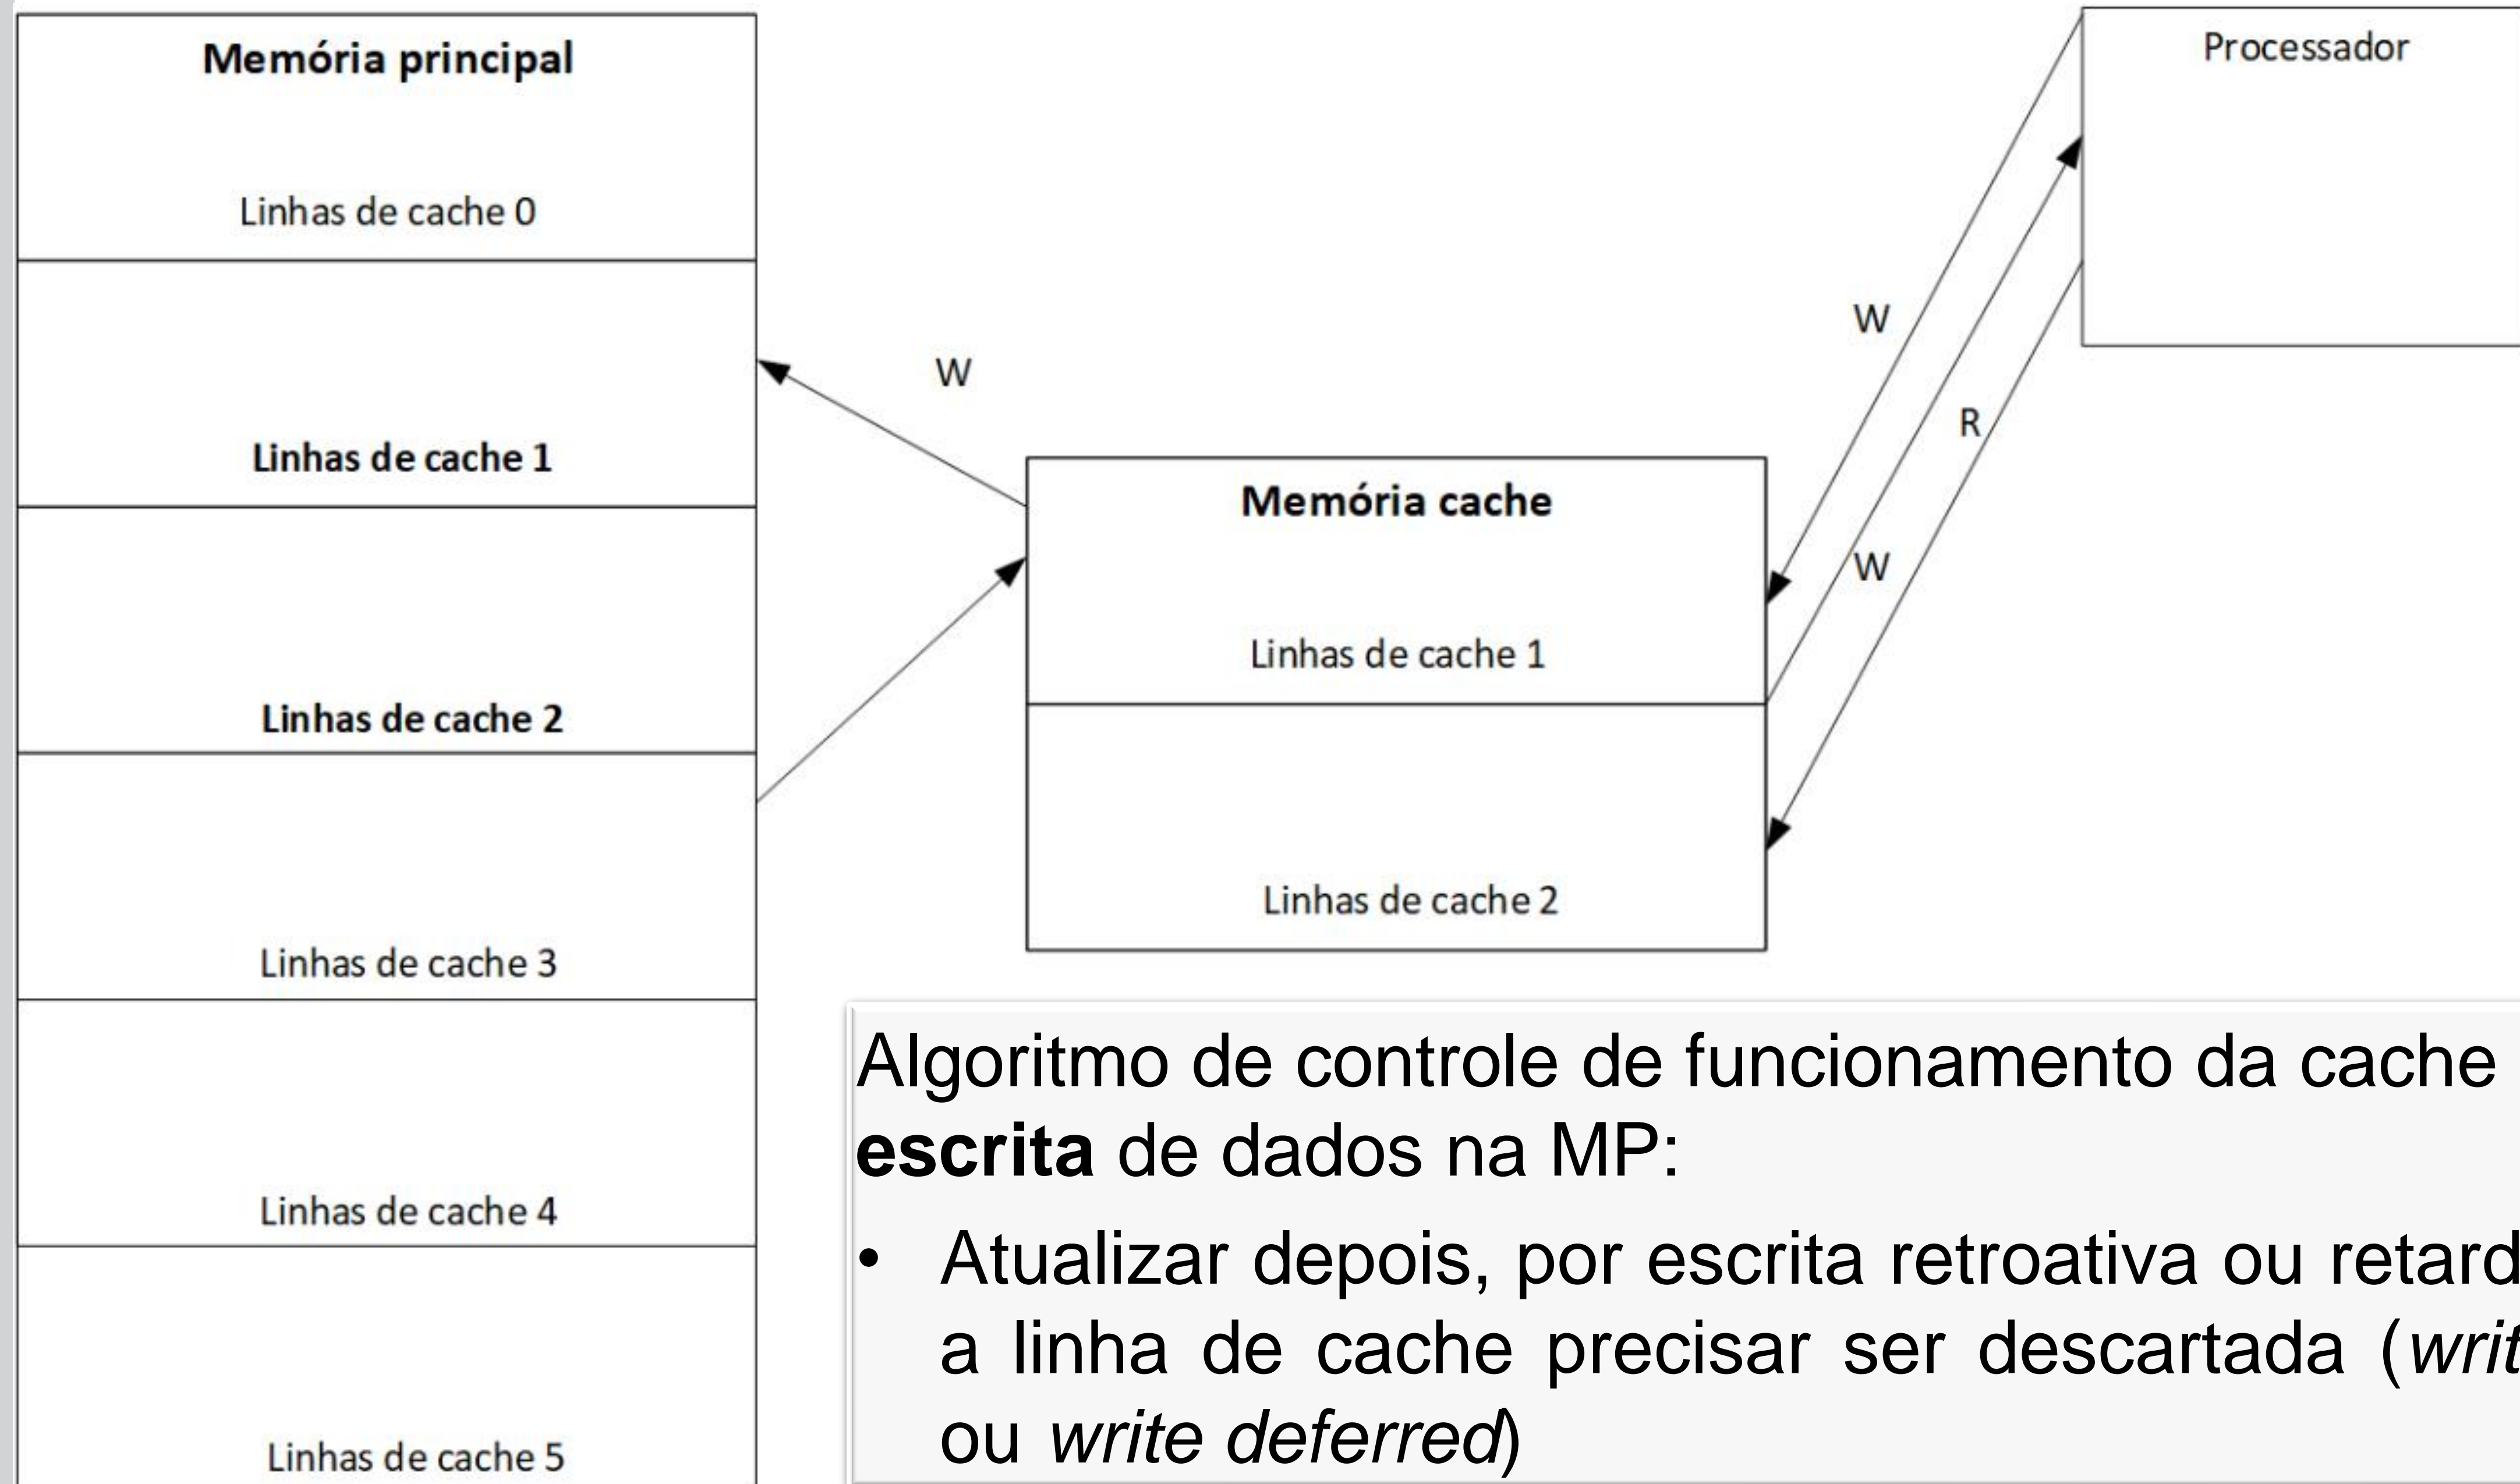 Memória principal
Linhas de cache 0
Linhas de cache 1
Linhas de cache 2
Linhas de cache 3
Linhas de cache 4
Linhas de cache 5
W
Memória cache
Linhas de cache 1
Linhas de cache 2
Processador
W
R
W
Algoritmo de controle de funcionamento da cache
escrita de dados na MP:
• Atualizar depois, por escrita retroativa ou
a linha de cache precisar ser descartada (
ou write deferred)